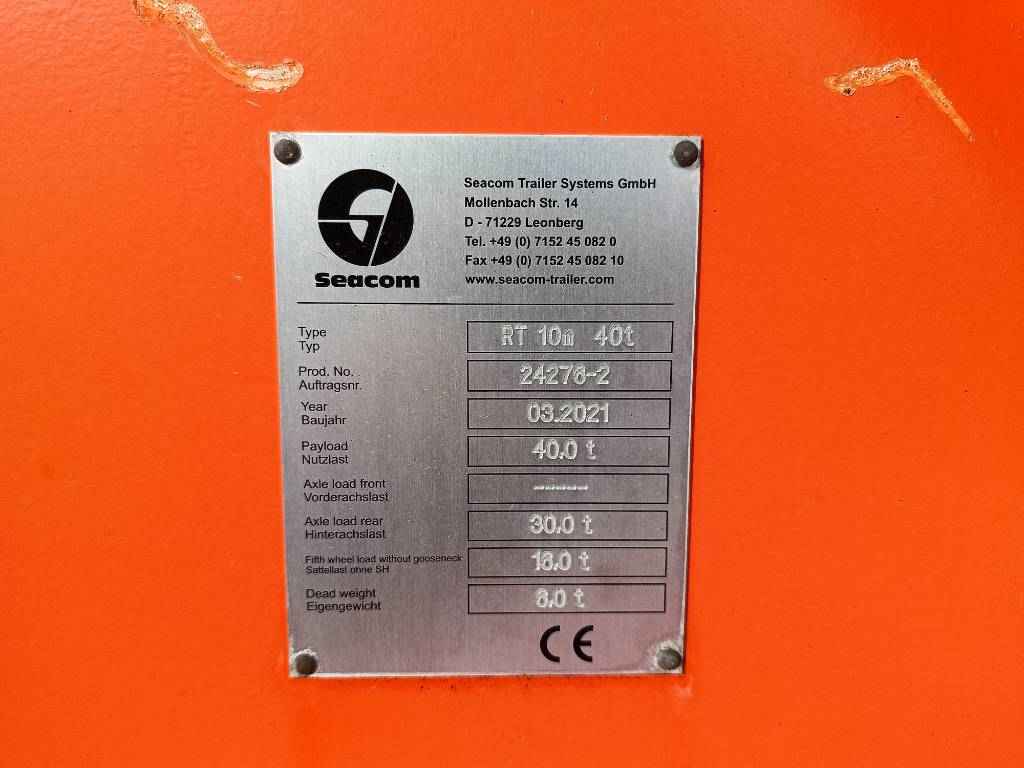 Seacom
Seacom Trailer Systems GmbH
Mollenbach Str. 14
D - 71229 Leonberg
Tel. +49 (0) 7152 45 082 0
Fax +49 (0) 7152 45 082 10
www.seacom-trailer.com
Type
Typ
RT 10m 40t
Prod. No.
Auftragsnr.
24276-2
Year
Baujahr
03.2021
Payload
Nutzlast
40.0 t
Axle load front
Vorderachslast
-----
Axle load rear
Hinterachslast
30.0 t
Fifth wheel load without gooseneck
Sattellast ohne SH
16.0 t
Dead weight
Eigengewicht
6.0 t
CE